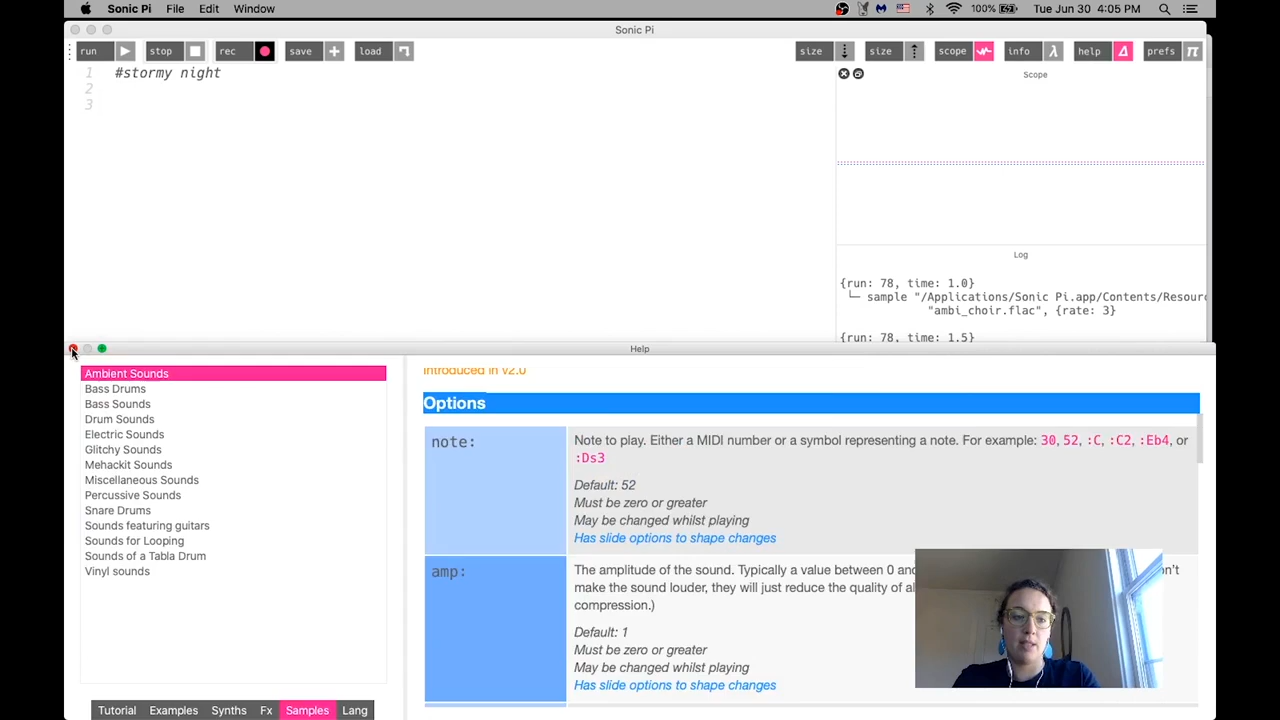 Sonic Pi File Edit Window 100% Tue Jun 30 4:05 PM
Sonic Pi
run stop rec save load size size scope info help prefs
1 #stormy night
2
3
Scope
Log
{run: 78, time: 1.0}
└─ sample "/Applications/Sonic Pi.app/Contents/Resour
"ambi_choir.flac", {rate: 3}
{run: 78, time: 1.5}
Help
Ambient Sounds
Bass Drums
Bass Sounds
Drum Sounds
Electric Sounds
Glitchy Sounds
Mehackit Sounds
Miscellaneous Sounds
Percussive Sounds
Snare Drums
Sounds featuring guitars
Sounds for Looping
Sounds of a Tabla Drum
Vinyl sounds
Tutorial Examples Synths Fx Samples Lang
Introduced in v2.0
Options
note:
Note to play. Either a MIDI number or a symbol representing a note. For example: 30, 52, :C, :C2, :Eb4, or
:Ds3
Default: 52
Must be zero or greater
May be changed whilst playing
Has slide options to shape changes
amp:
The amplitude of the sound. Typically a value between 0 and
make the sound louder, they will just reduce the quality of al
compression.)
Default: 1
Must be zero or greater
May be changed whilst playing
Has slide options to shape changes